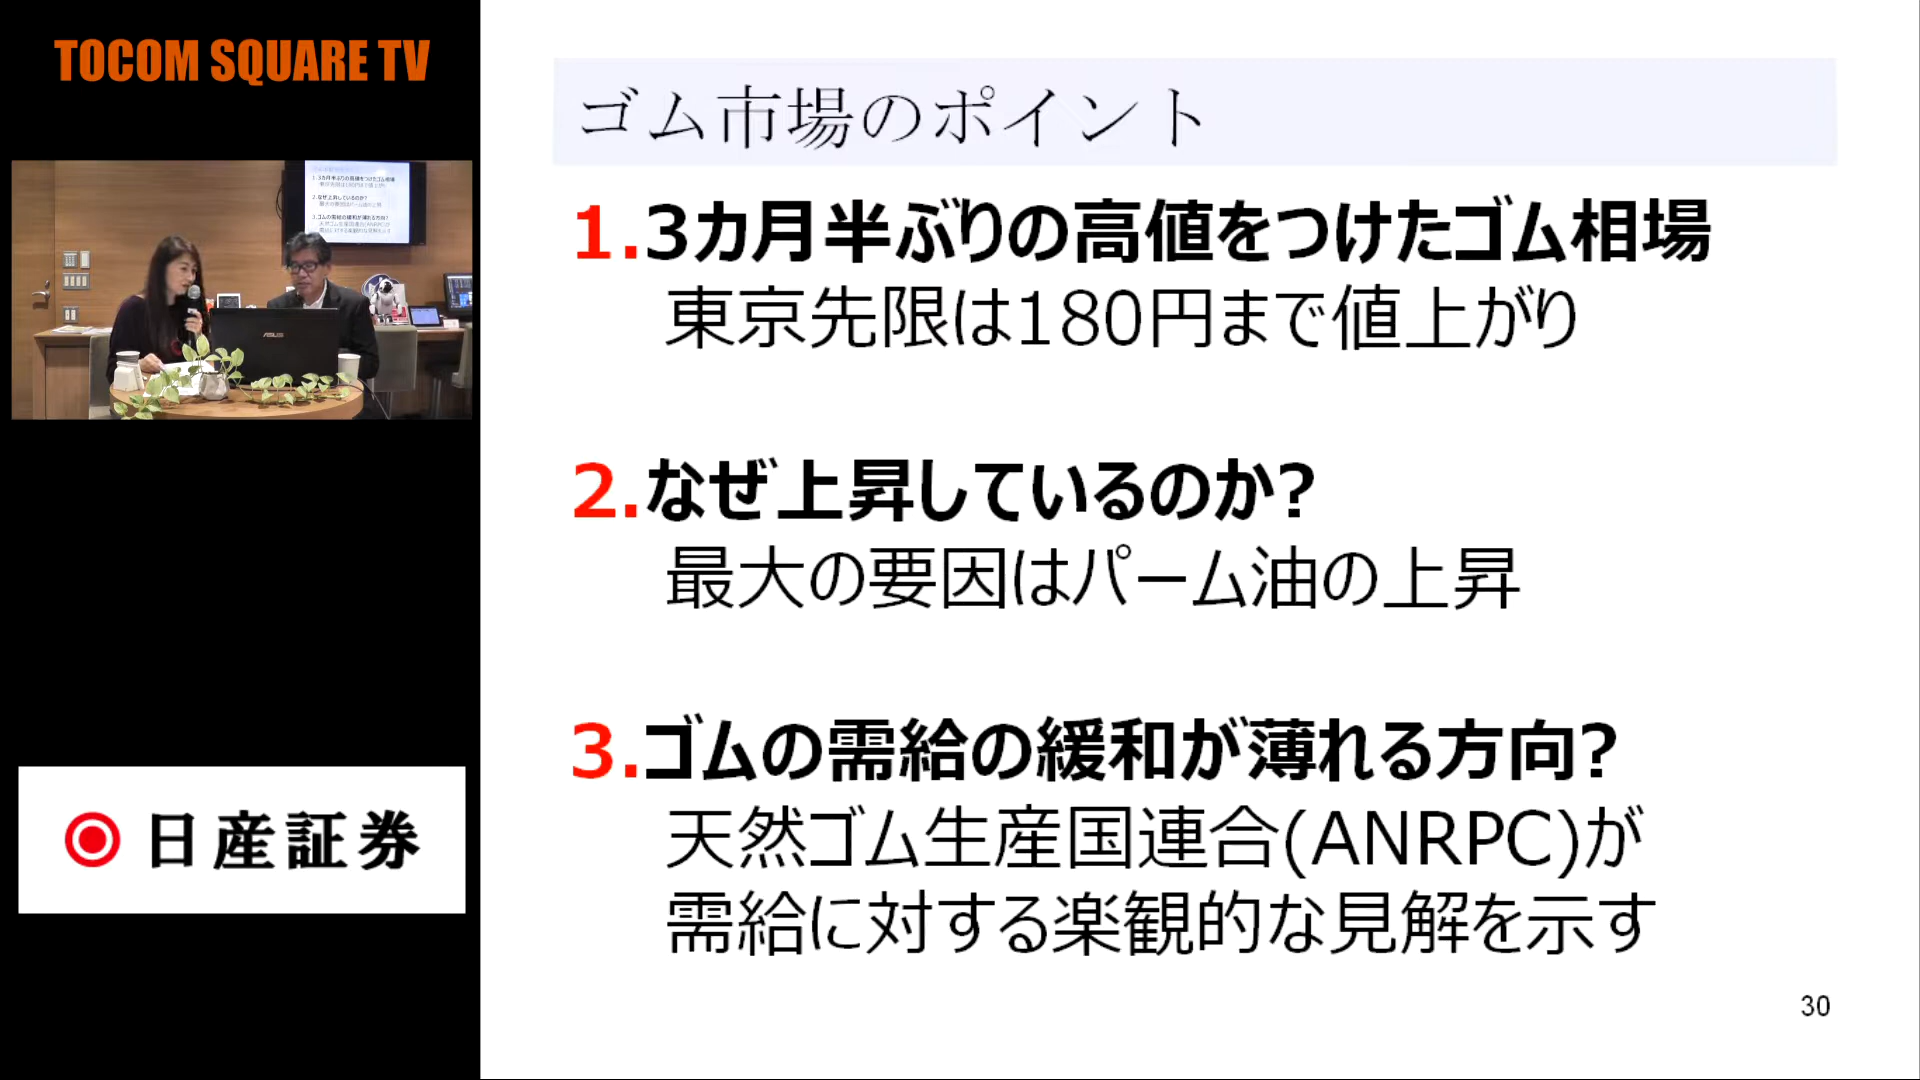 TOCOM SQUARE TV
ゴム市場のポイント
1.3カ月半ぶりの高値をつけたゴム相場
東京先限は180円まで値上がり
2.なぜ上昇しているのか?
最大の要因はパーム油の上昇
3.ゴムの需給の緩和が薄れる方向?
天然ゴム生産国連合(ANRPC)が
需給に対する楽観的な見解を示す
30
ASUS
日産証券